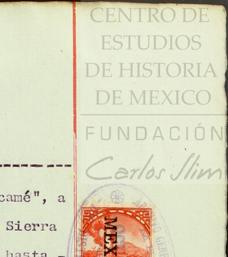 CENTRO DE
ESTUDIOS
DE HISTORIA
DE MEXICO
FUNDACIÓN
Carlos Slim
camé", a
Sierra
hasta -
MEX